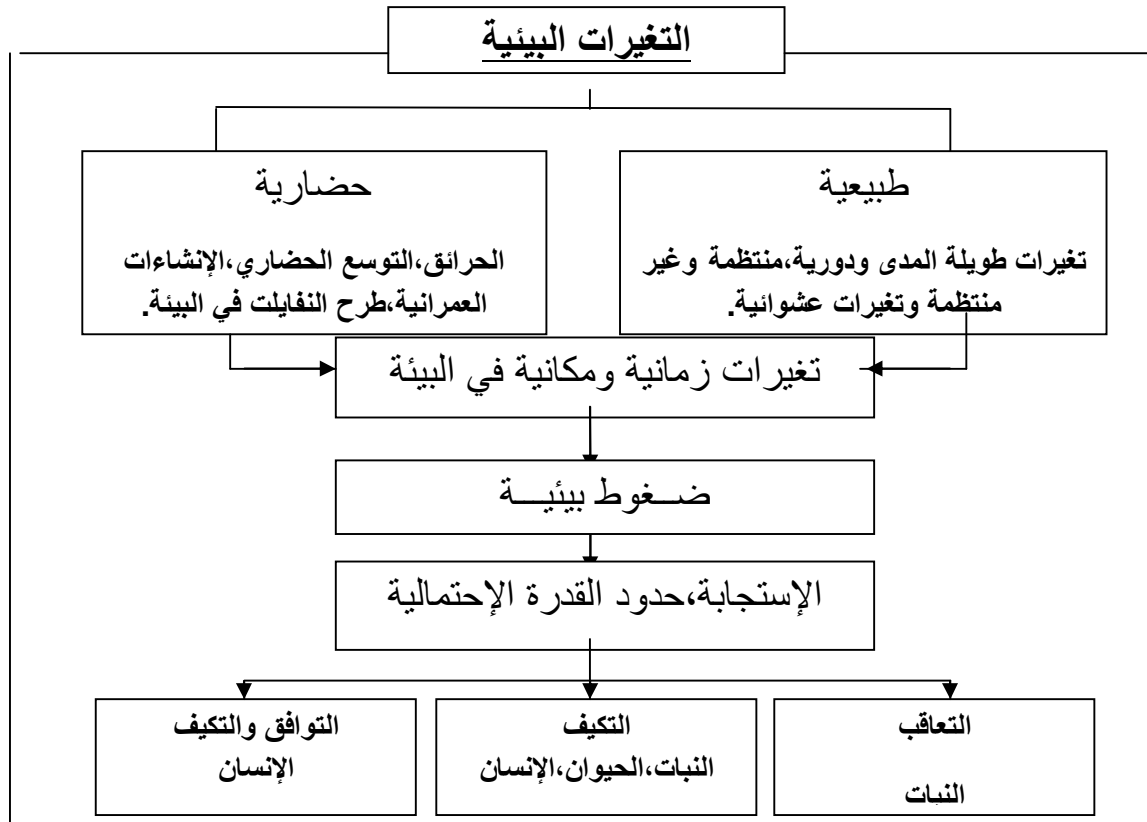 التغيرات البيئية
طبيعية
تغيرات طويلة المدى ودورية،منتظمة وغير
منتظمة وتغيرات عشوائية.
حضارية
الحرائق،التوسع الحضاري،الإنشاءات
العمرانية،طرح النفايلت في البيئة.
تغيرات زمانية ومكانية في البيئة
ضــغوط بيئيـــة
الإستجابة،حدود القدرة الإحتمالية
التعاقب
النبات
التكيف
النبات،الحيوان،الإنسان
التوافق والتكيف
الإنسان